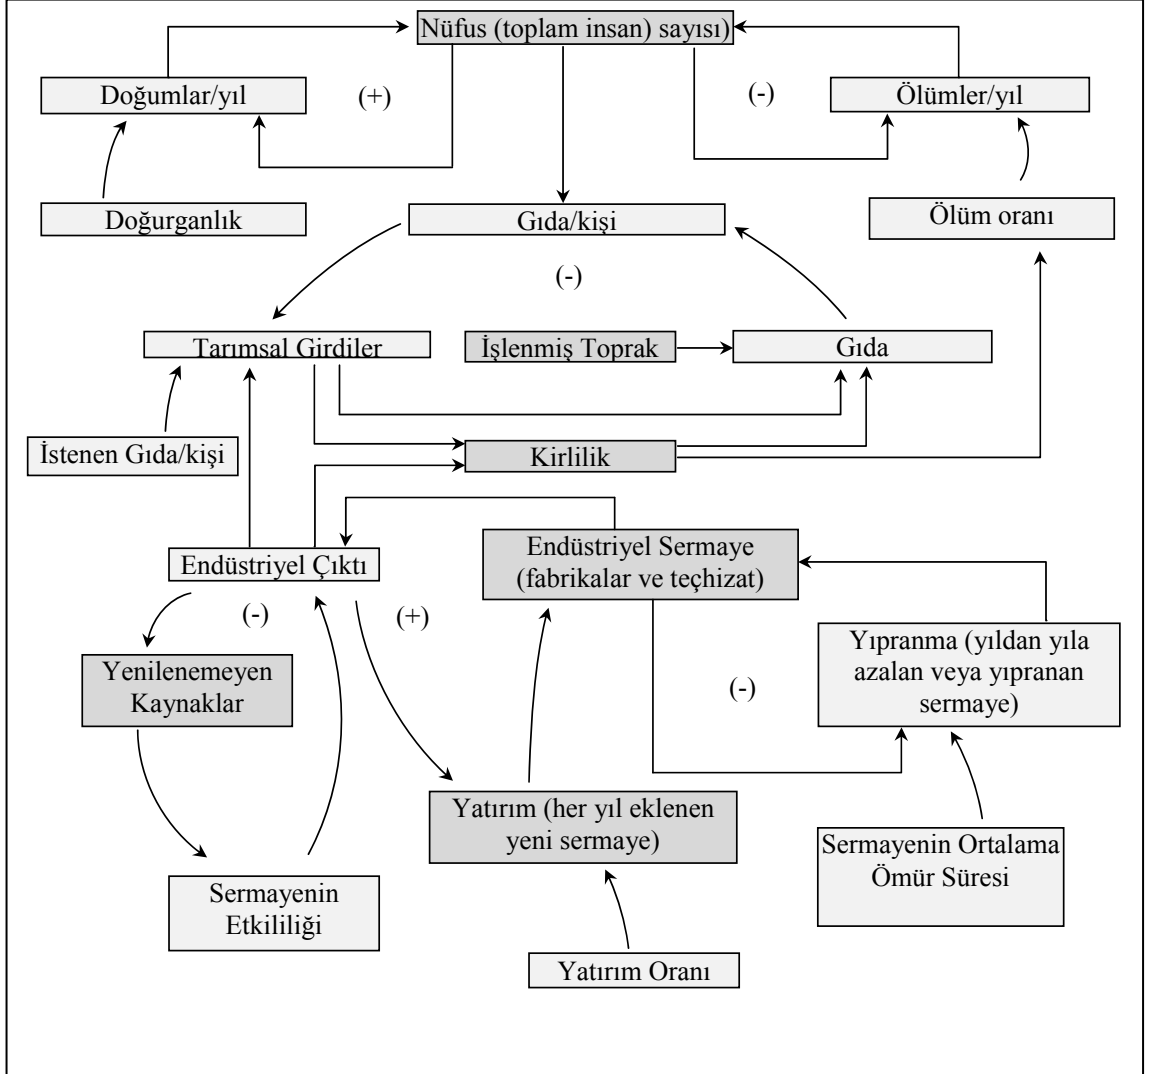 Nüfus (toplam insan) sayısı)
Doğumlar/yıl
(+)
(-)
Ölümler/yıl
Doğurganlık
Gıda/kişi
Ölüm oranı
(-)
Tarımsal Girdiler
İşlenmiş Toprak
Gıda
İstenen Gıda/kişi
Kirlilik
Endüstriyel Çıktı
Endüstriyel Sermaye
(fabrikalar ve teçhizat)
(-)
(+)
Yenilenemeyen
Kaynaklar
(-)
Yıpranma (yıldan yıla
azalan veya yıpranan
sermaye)
Yatırım (her yıl eklenen
yeni sermaye)
Sermayenin Ortalama
Ömür Süresi
Sermayenin
Etkililiği
Yatırım Oranı